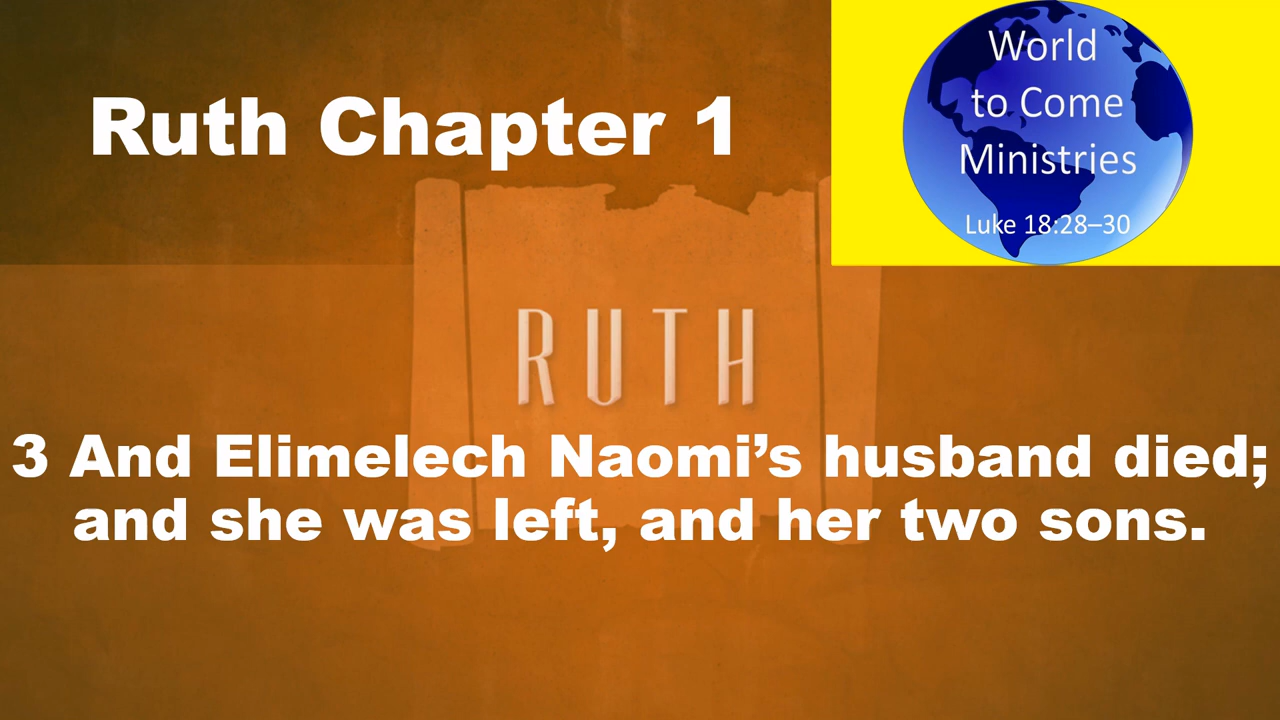 Ruth Chapter 1
World
to Come
Ministries
Luke 18:28–30
RUTH
3 And Elimelech Naomi’s husband died;
and she was left, and her two sons.